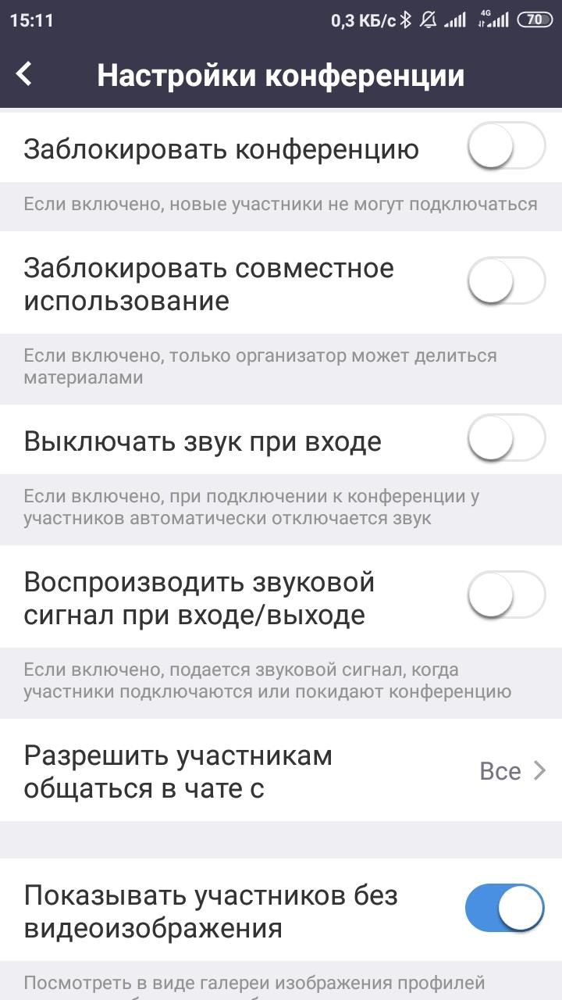 15:11
0,3 КБ/с
4G
70
Настройки конференции
Заблокировать конференцию
Если включено, новые участники не могут подключаться
Заблокировать совместное
использование
Если включено, только организатор может делиться
материалами
Выключать звук при входе
Если включено, при подключении к конференции у
участников автоматически отключается звук
Воспроизводить звуковой
сигнал при входе/выходе
Если включено, подается звуковой сигнал, когда
участники подключаются или покидают конференцию
Разрешить участникам
общаться в чате с
Все
Показывать участников без
видеоизображения
Посмотреть в виде галереи изображения профилей